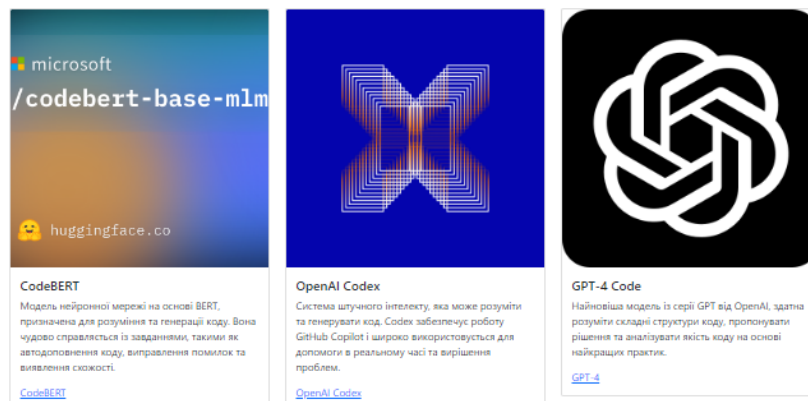 microsoft
/codebert-base-mlm
huggingface.co
CodeBERT
Модель нейронної мережі на основі BERT,
призначена для розуміння та генерації коду. Вона
чудово справляється із завданнями, такими як
автодоповнення коду, виправлення помилок та
виявлення схожості.
CodeBERT
OpenAI Codex
Система штучного інтелекту, яка може розуміти
та генерувати код. Codex забезпечує роботу
GitHub Copilot і широко використовується для
допомоги в реальному часі та вирішення
проблем.
OpenAI Codex
GPT-4 Code
Найновіша модель із серії GPT від OpenAI, здатна
розуміти складні структури коду, пропонувати
рішення та аналізувати якість коду на основі
найкращих практик.
GPT-4